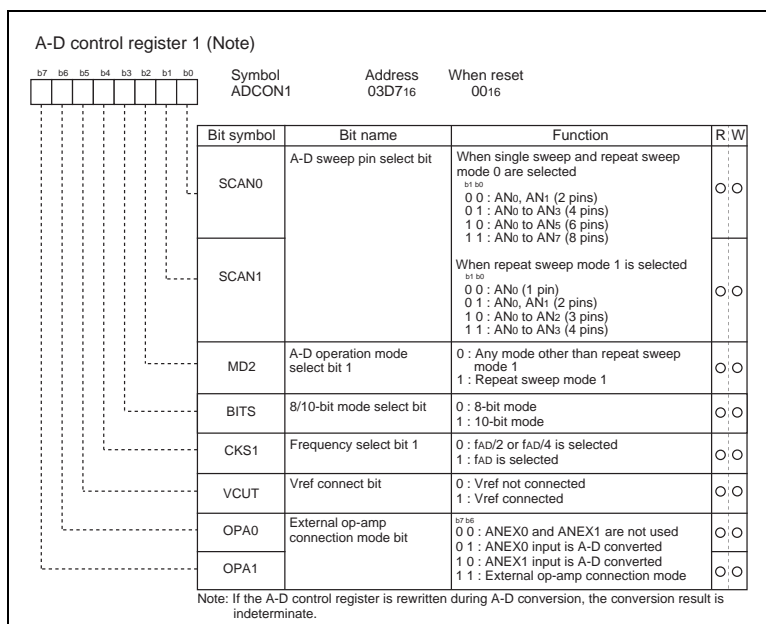 A-D control register 1 (Note)
b7 b6 b5 b4 b3 b2 b1 b0
Symbol Address When reset
ADCON1 03D716 0016
Bit symbol Bit name Function R W
SCAN0 A-D sweep pin select bit When single sweep and repeat sweep
mode 0 are selected
b1 b0
0 0 : AN0, AN1 (2 pins)
0 1 : AN0 to AN3 (4 pins)
1 0 : AN0 to AN5 (6 pins)
1 1 : AN0 to AN7 (8 pins)
SCAN1 When repeat sweep mode 1 is selected
b1 b0
0 0 : AN0 (1 pin)
0 1 : AN0, AN1 (2 pins)
1 0 : AN0 to AN2 (3 pins)
1 1 : AN0 to AN3 (4 pins)
MD2 A-D operation mode
select bit 1
0 : Any mode other than repeat sweep
mode 1
1 : Repeat sweep mode 1
BITS 8/10-bit mode select bit 0 : 8-bit mode
1 : 10-bit mode
CKS1 Frequency select bit 1 0 : fAD/2 or fAD/4 is selected
1 : fAD is selected
VCUT Vref connect bit 0 : Vref not connected
1 : Vref connected
OPA0 External op-amp
connection mode bit
b7 b6
0 0 : ANEX0 and ANEX1 are not used
0 1 : ANEX0 input is A-D converted
OPA1 1 0 : ANEX1 input is A-D converted
1 1 : External op-amp connection mode
Note: If the A-D control register is rewritten during A-D conversion, the conversion result is
indeterminate.